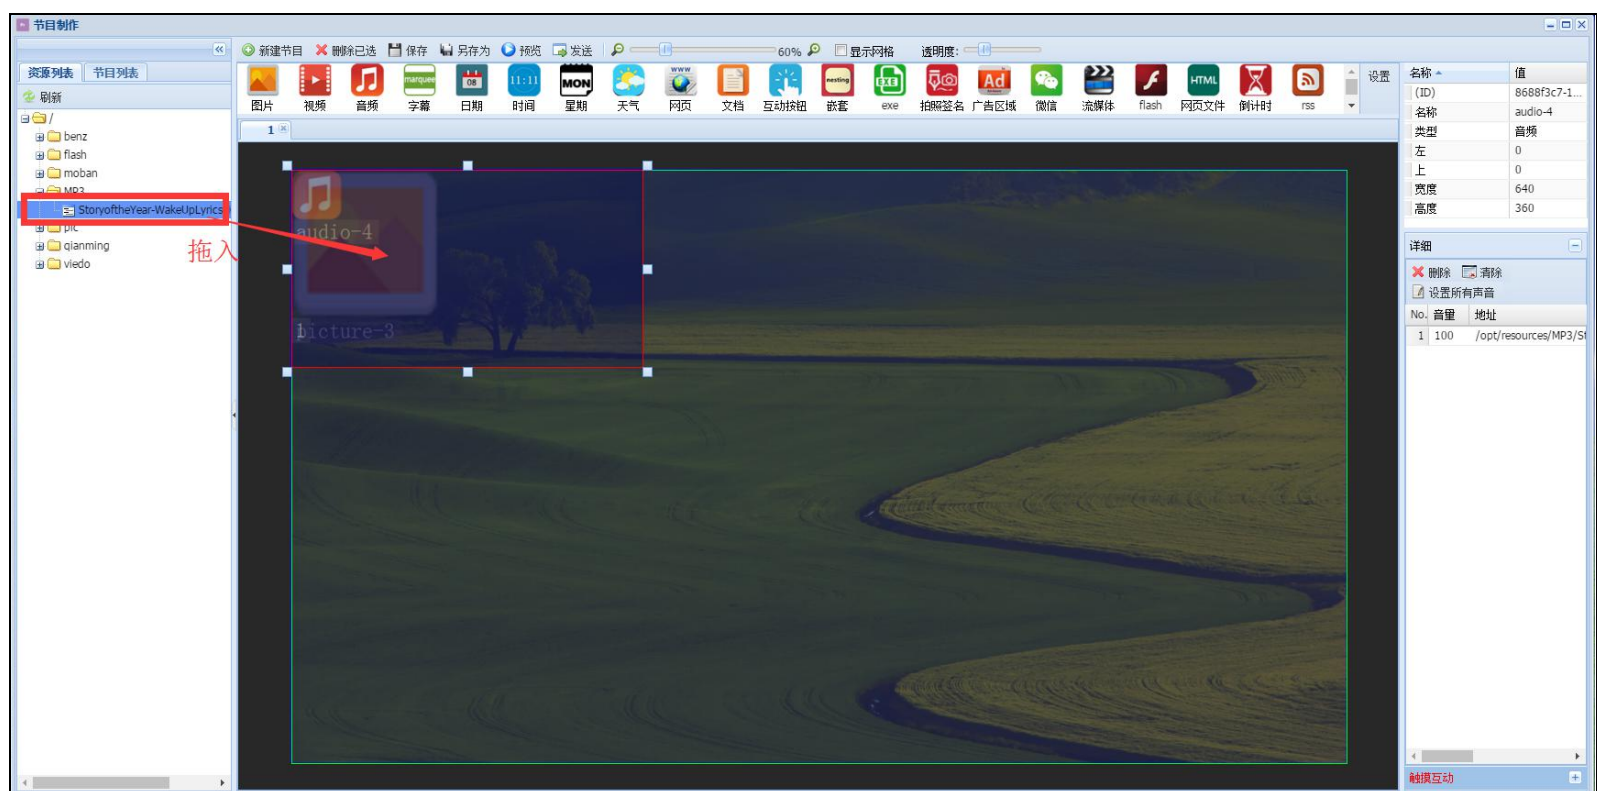 节目制作
新建节目 删除已选 保存 另存为 预览 发送 60% 显示网格 透明度:
资源列表 节目列表
刷新
/
benz
flash
moban
MP3
StoryoftheYear-WakeUpLyrics
pic
qianming
viedo
拖入
marquee 08 11:11 MON WWW nesting EXE Ad HTML
图片 视频 音频 字幕 日期 时间 星期 天气 网页 文档 互动按钮 嵌套 exe 拍照签名 广告区域 微信 流媒体 flash 网页文件 倒计时 rss
设置
1
audio-4
picture-3
名称 值
(ID) 8688f3c7-1...
名称 audio-4
类型 音频
左 0
上 0
宽度 640
高度 360
详细
删除 清除
设置所有声音
No. 音量 地址
1 100 /opt/resources/MP3/St
触摸互动